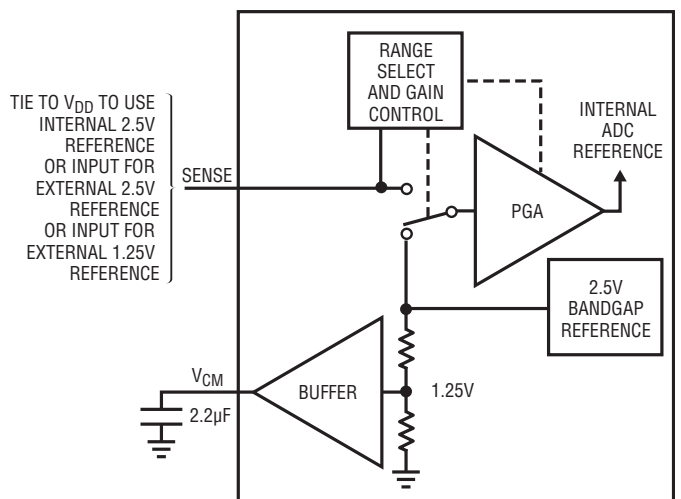 RANGE
SELECT
AND GAIN
CONTROL
TIE TO VDD TO USE
INTERNAL 2.5V
REFERENCE
OR INPUT FOR
EXTERNAL 2.5V
REFERENCE
OR INPUT FOR
EXTERNAL 1.25V
REFERENCE
SENSE
INTERNAL
ADC
REFERENCE
PGA
2.5V
BANDGAP
REFERENCE
VCM
2.2µF
BUFFER
1.25V